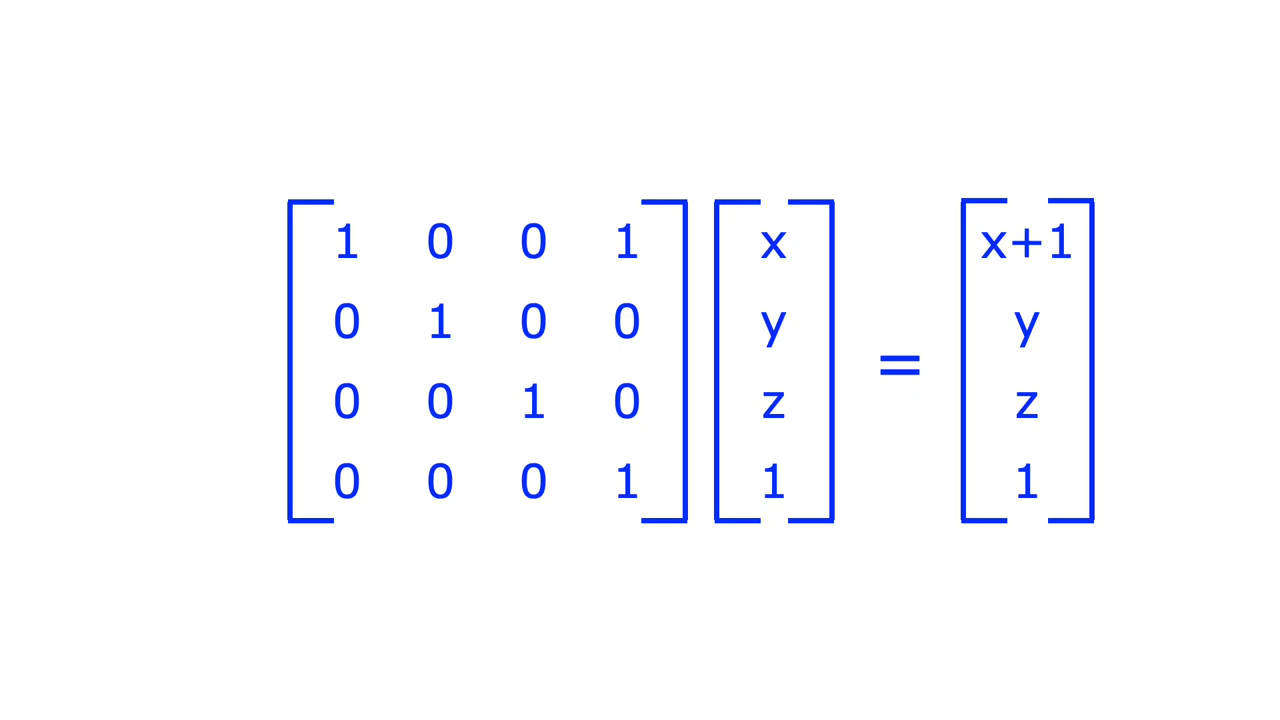 1 0 0 1 x x+1
0 1 0 0 y y
=
0 0 1 0 z z
0 0 0 1 1 1